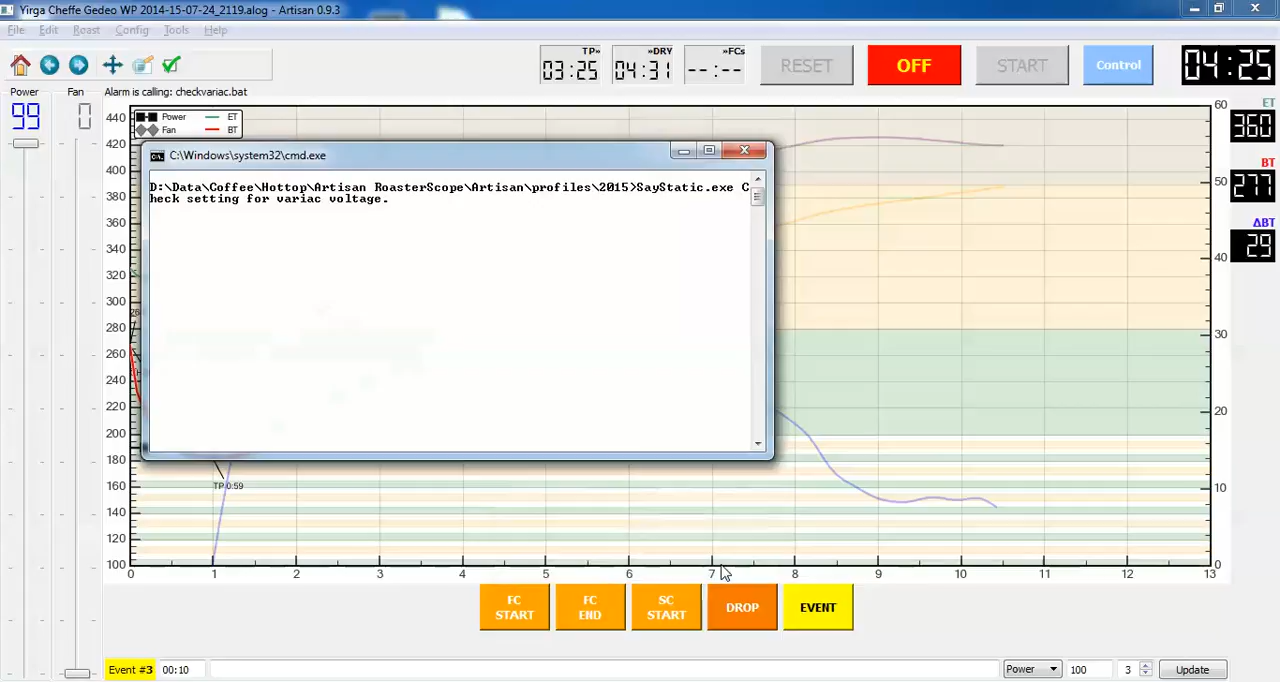 Yirga Cheffe Gedeo WP 2014-15-07-24_2119.alog - Artisan 0.9.3
File Edit Roast Config Tools Help
TP» »DRY »FCs
03:25 04:31 --:-- RESET OFF START Control 04:25
Power Fan Alarm is calling: checkvariac.bat
99 0
ET
360
BT
277
ΔBT
29
Power ET
Fan BT
C:\Windows\system32\cmd.exe
D:\Data\Coffee\Hottop\Artisan RoasterScope\Artisan\profiles\2015>SayStatic.exe C
heck setting for variac voltage.
440
420
400
380
360
340
320
300
280
260
240
220
200
180
160
140
120
100
60
50
40
30
20
10
0
TP 0:59
0 1 2 3 4 5 6 7 8 9 10 11 12 13
FC START
FC END
SC START
DROP
EVENT
Event #3 00:10 Power 100 3 Update